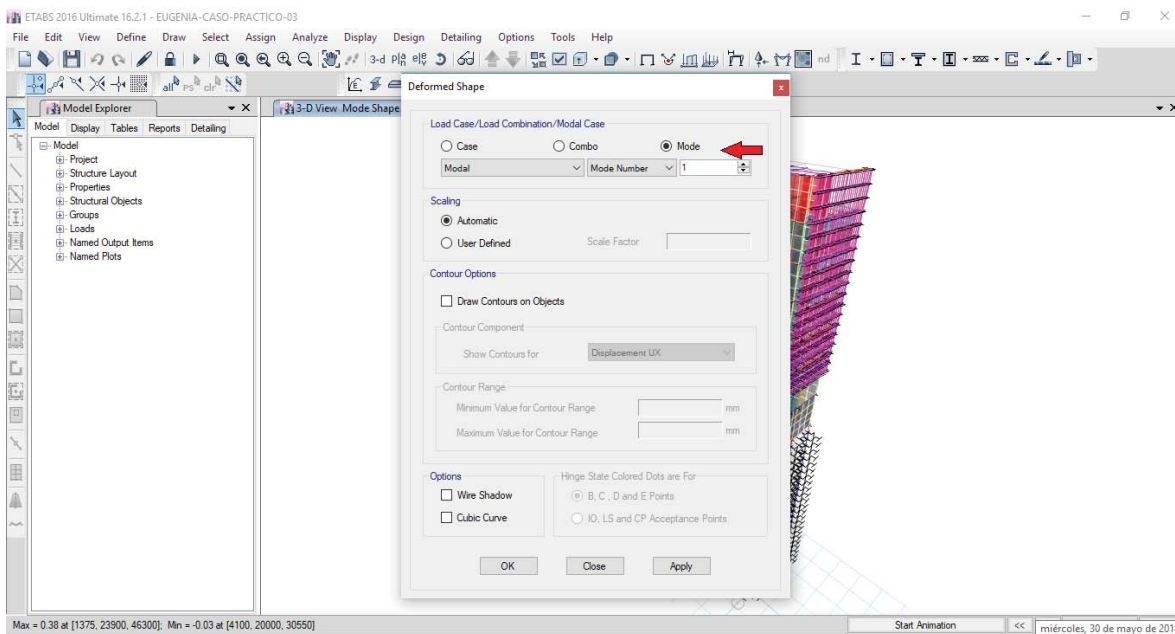 ETABS 2016 Ultimate 16.2.1 - EUGENIA-CASO-PRACTICO-03
File Edit View Define Draw Select Assign Analyze Display Design Detailing Options Tools Help
3-d
nd
all
Model Explorer
3-D View Mode Shape
Model Display Tables Reports Detailing
Model
Project
Structure Layout
Properties
Structural Objects
Groups
Loads
Named Output Items
Named Plots
Deformed Shape
Load Case/Load Combination/Modal Case
Case Combo Mode
Modal Mode Number 1
Scaling
Automatic
User Defined Scale Factor
Contour Options
Draw Contours on Objects
Contour Component
Show Contours for Displacement UX
Contour Range
Minimum Value for Contour Range mm
Maximum Value for Contour Range mm
Options Hinge State Colored Dots are For
Wire Shadow B, C , D and E Points
Cubic Curve IO, LS and CP Acceptance Points
OK Close Apply
Max = 0.38 at [1375, 23900, 46300]; Min = -0.03 at [4100, 20000, 30550]
Start Animation << miércoles, 30 de mayo de 201